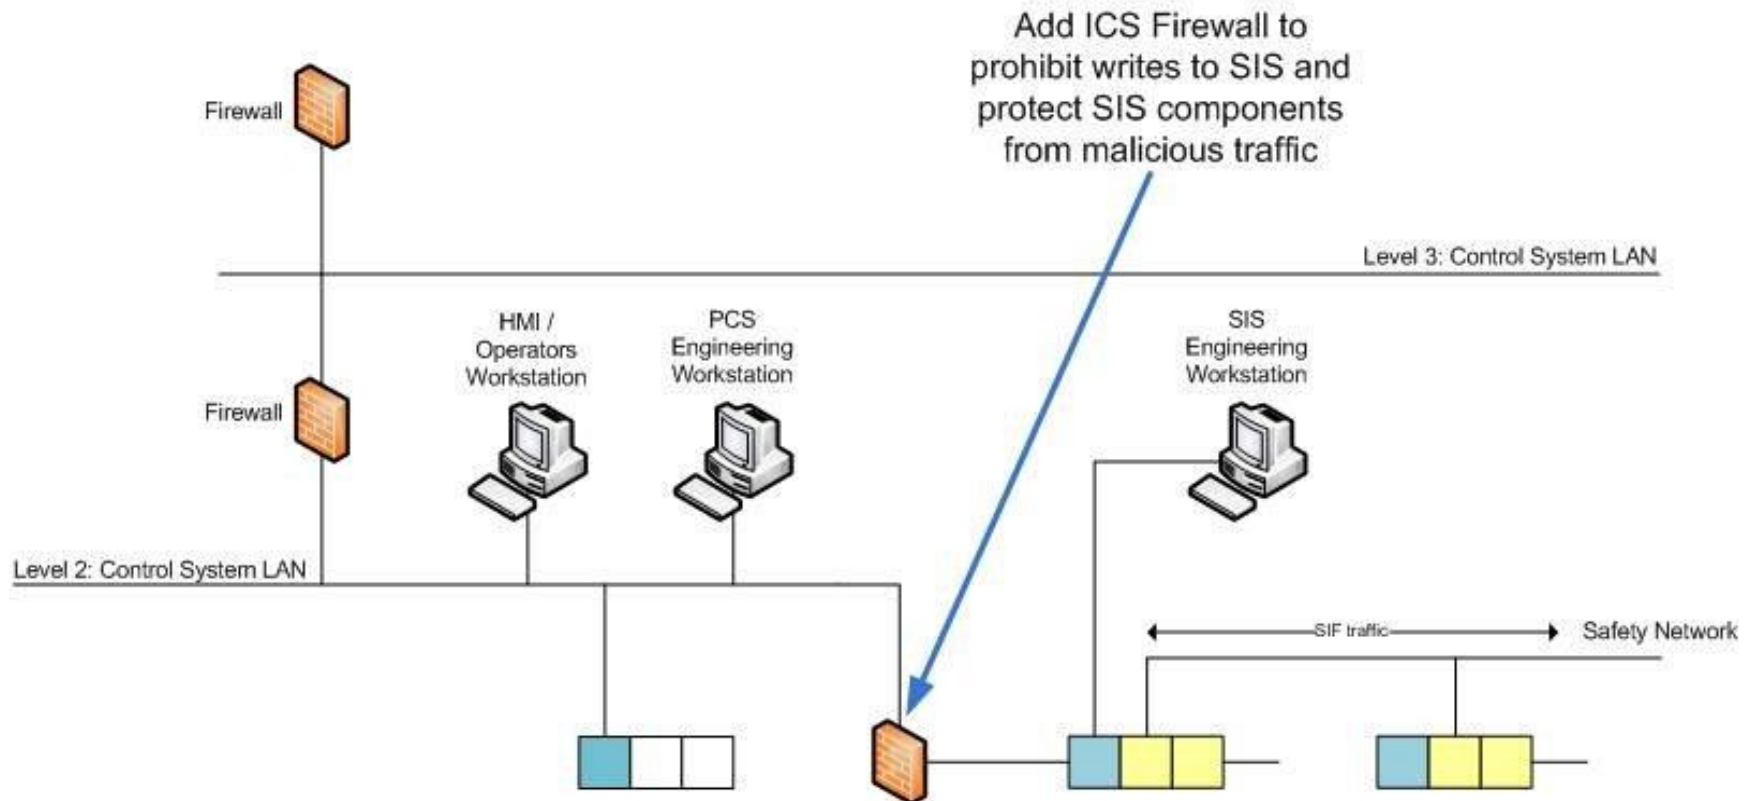 Add ICS Firewall to
prohibit writes to SIS and
protect SIS components
from malicious traffic
Firewall
Level 3: Control System LAN
HMI /
Operators
Workstation
PCS
Engineering
Workstation
SIS
Engineering
Workstation
Firewall
Level 2: Control System LAN
SIF traffic
Safety Network